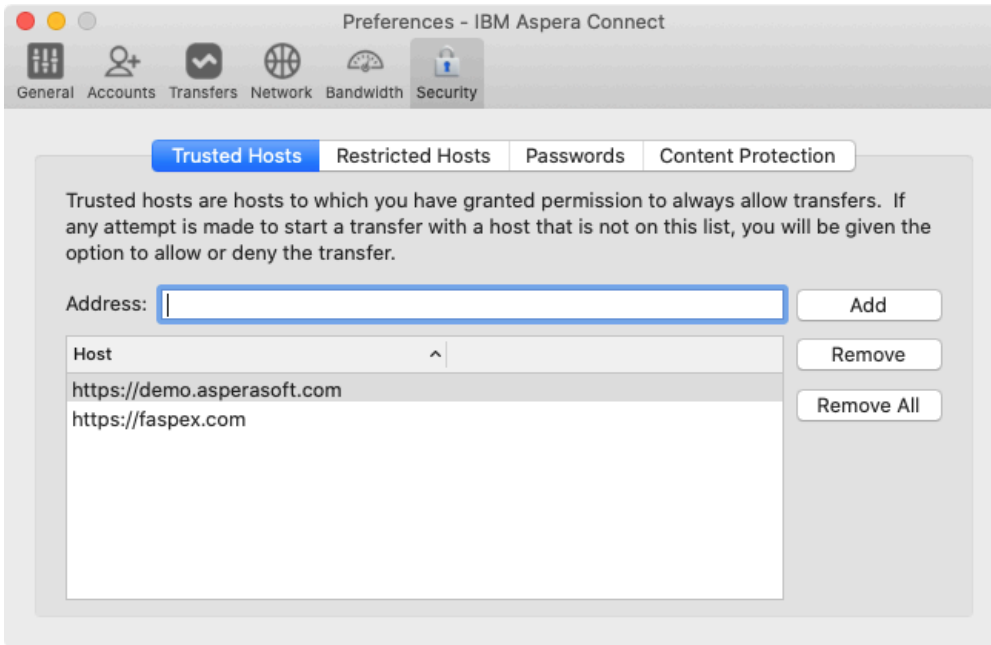 Preferences - IBM Aspera Connect
General Accounts Transfers Network Bandwidth Security
Trusted Hosts Restricted Hosts Passwords Content Protection
Trusted hosts are hosts to which you have granted permission to always allow transfers. If
any attempt is made to start a transfer with a host that is not on this list, you will be given the
option to allow or deny the transfer.
Address: Add
Host Remove
https://demo.asperasoft.com
Remove All
https://faspex.com